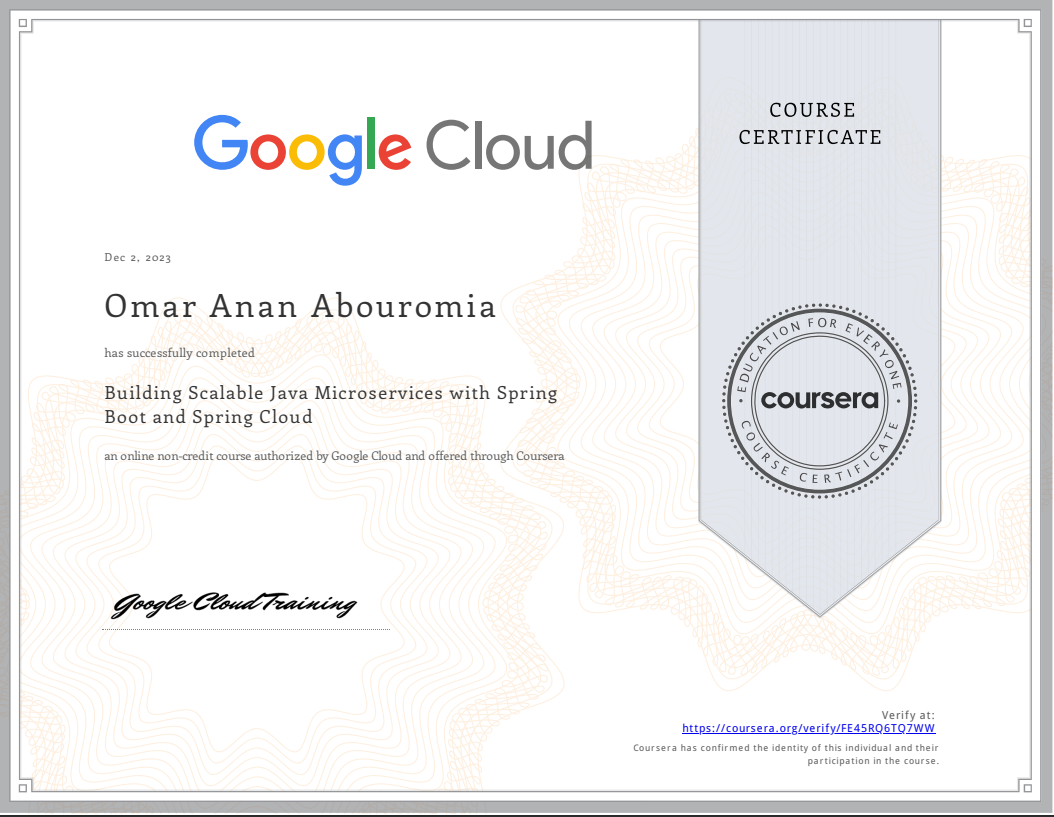 Google Cloud
COURSE
CERTIFICATE
Dec 2, 2023
Omar Anan Abouromia
has successfully completed
Building Scalable Java Microservices with Spring
Boot and Spring Cloud
an online non-credit course authorized by Google Cloud and offered through Coursera
EDUCATION FOR EVERYONE
coursera
COURSE CERTIFICATE
Google Cloud Training
Verify at:
https://coursera.org/verify/FE45RQ6TQ7WW
Coursera has confirmed the identity of this individual and their
participation in the course.